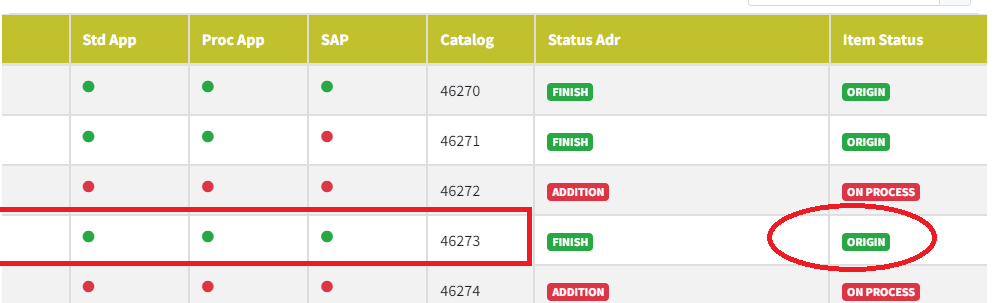 Std App Proc App SAP Catalog Status Adr Item Status
46270 FINISH ORIGIN
46271 FINISH ORIGIN
46272 ADDITION ON PROCESS
46273 FINISH ORIGIN
46274 ADDITION ON PROCESS